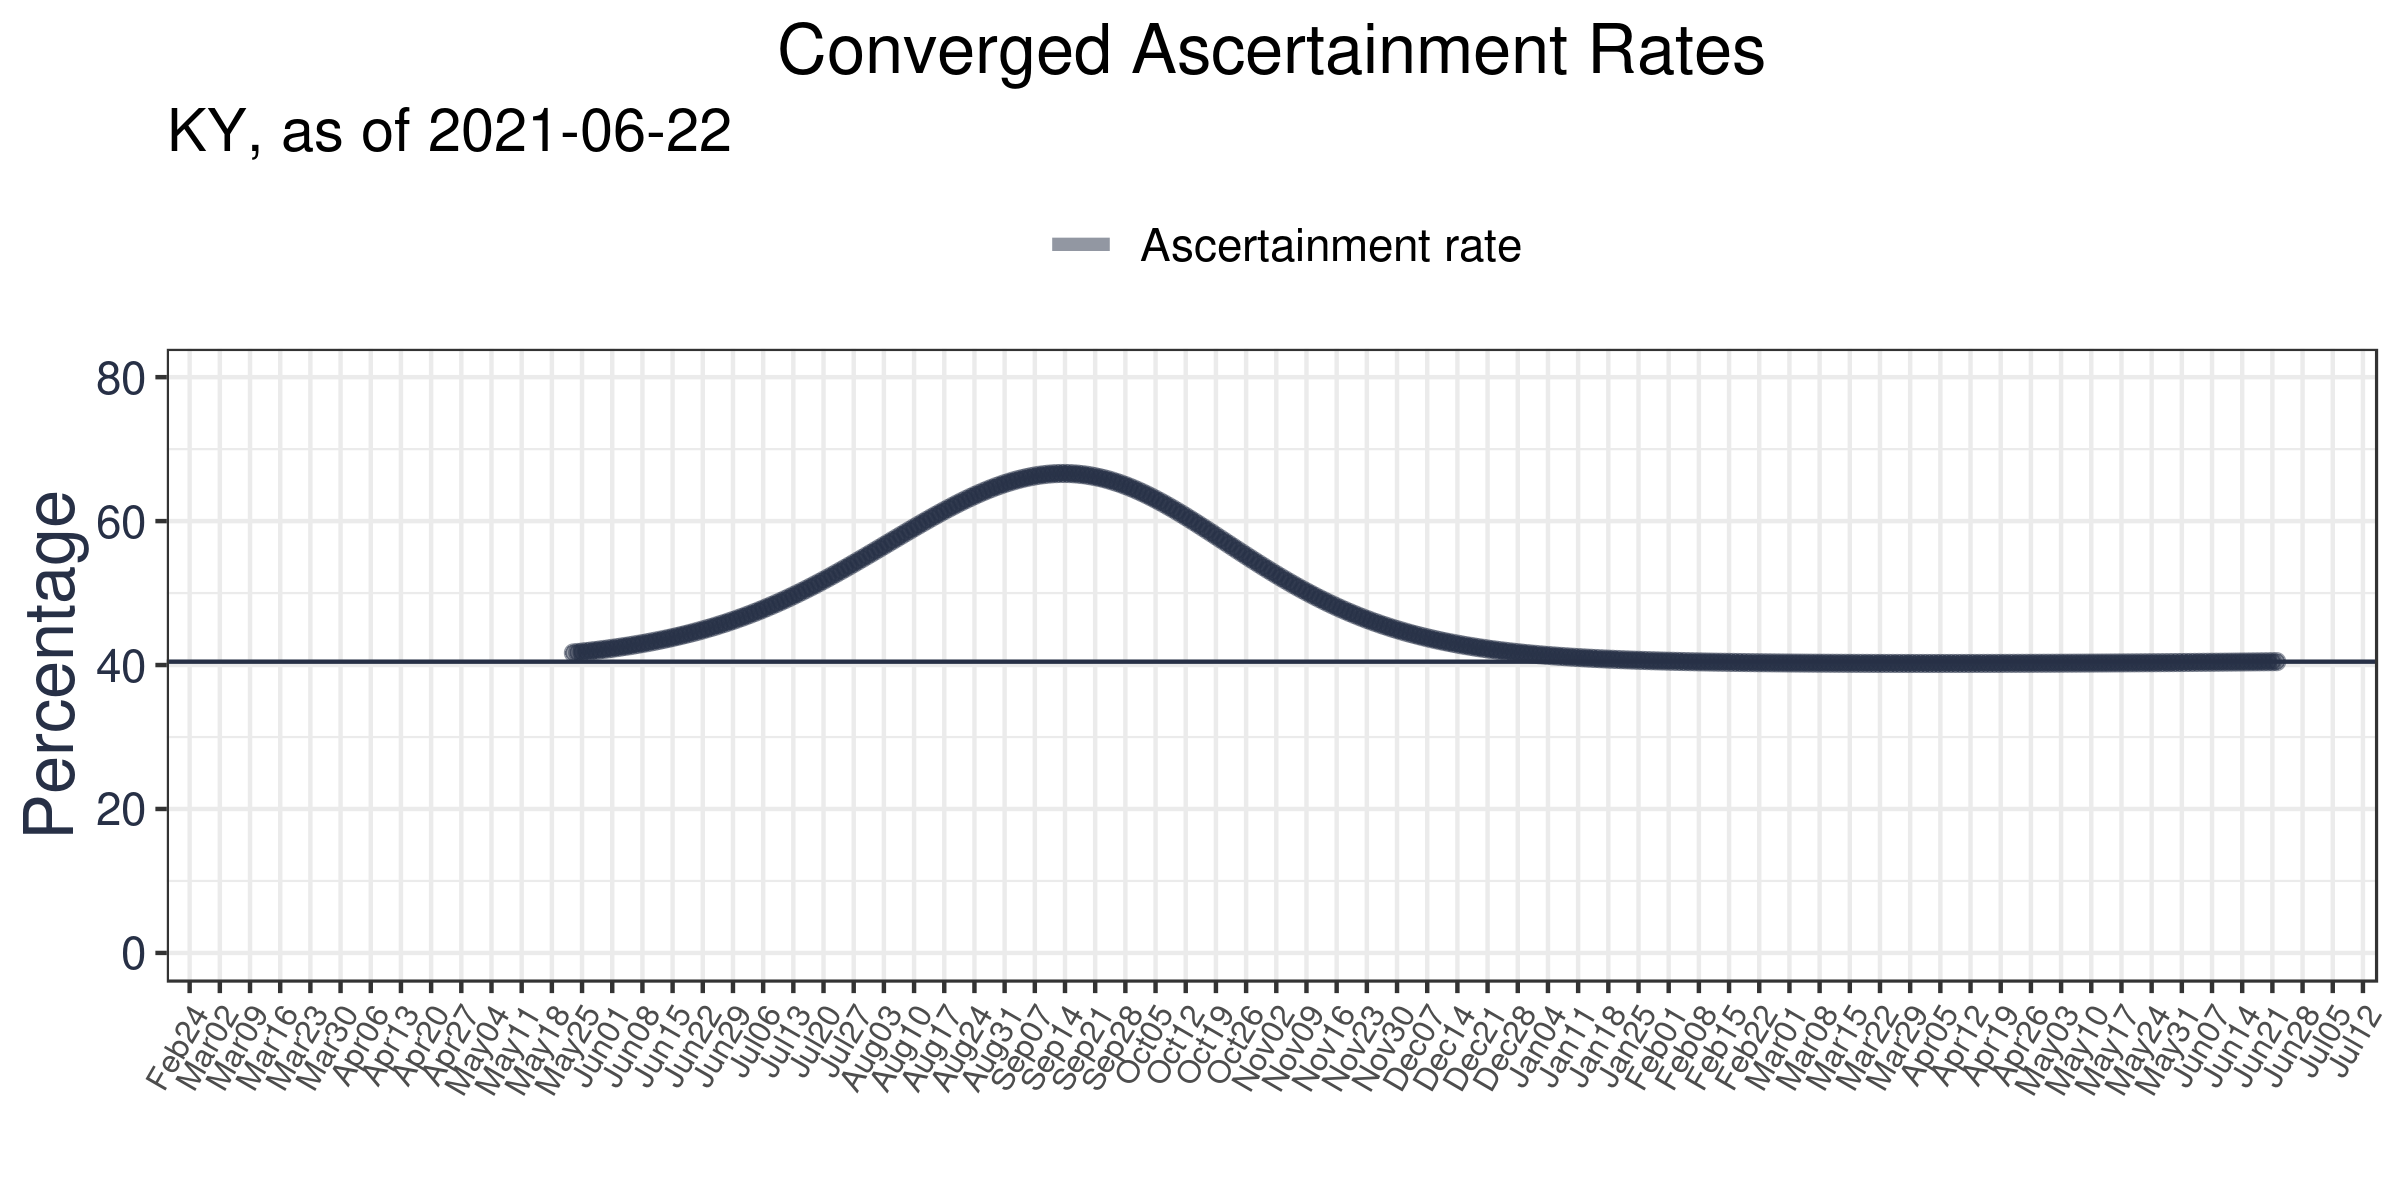 Converged Ascertainment Rates
KY, as of 2021-06-22
Ascertainment rate
Percentage
80
60
40
20
0
Feb24
Mar02
Mar09
Mar16
Mar23
Mar30
Apr06
Apr13
Apr20
Apr27
May04
May11
May18
May25
Jun01
Jun08
Jun15
Jun22
Jun29
Jul06
Jul13
Jul20
Jul27
Aug03
Aug10
Aug17
Aug24
Aug31
Sep07
Sep14
Sep21
Sep28
Oct05
Oct12
Oct19
Oct26
Nov02
Nov09
Nov16
Nov23
Nov30
Dec07
Dec14
Dec21
Dec28
Jan04
Jan11
Jan18
Jan25
Feb01
Feb08
Feb15
Feb22
Mar01
Mar08
Mar15
Mar22
Mar29
Apr05
Apr12
Apr19
Apr26
May03
May10
May17
May24
May31
Jun07
Jun14
Jun21
Jun28
Jul05
Jul12